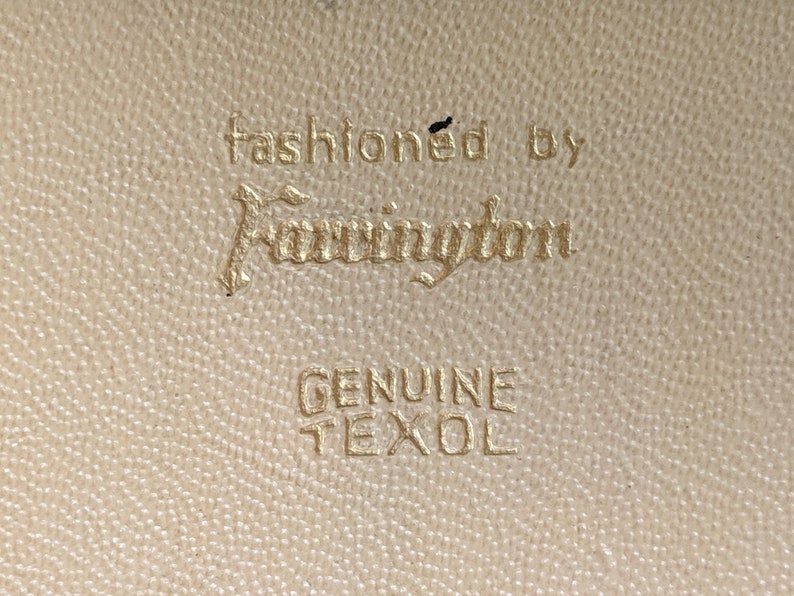 fashioned by
Farrington
GENUINE
TEXOL